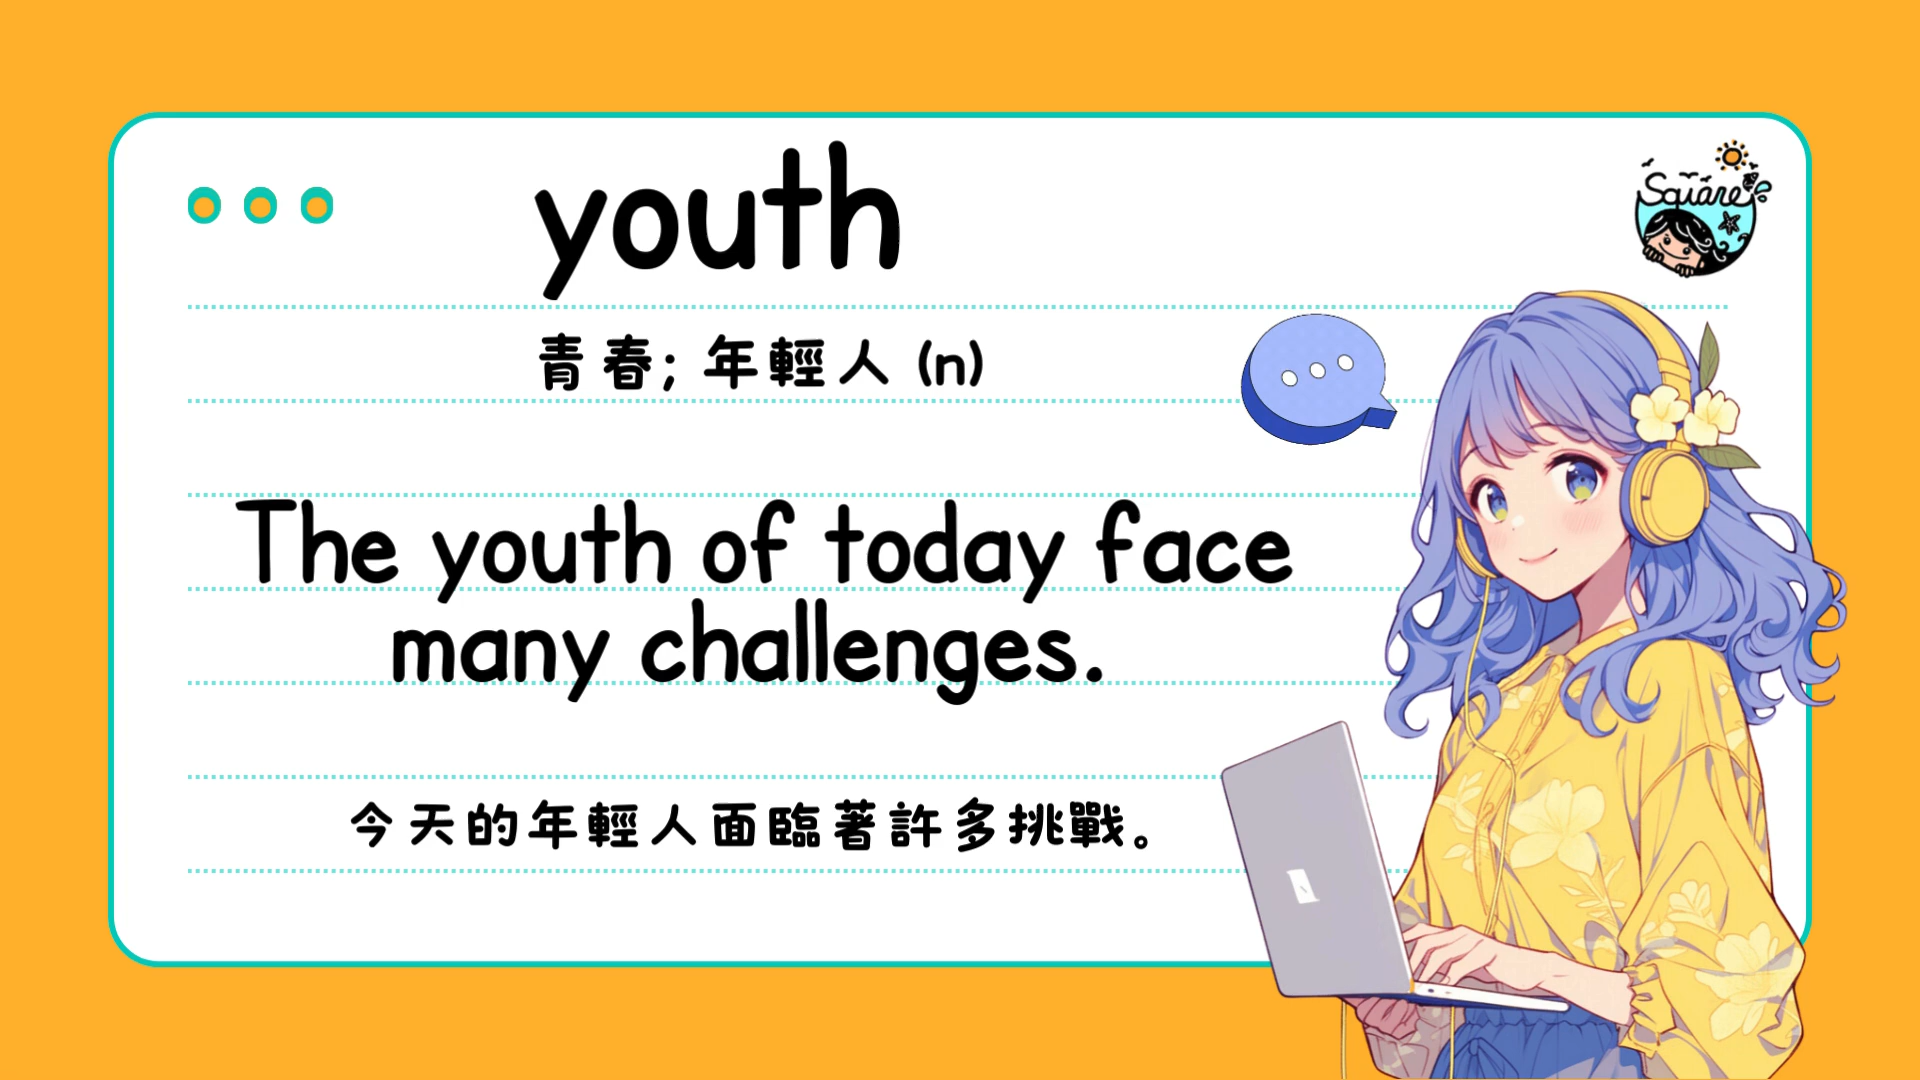 youth
Square
青春; 年輕人 (n)
The youth of today face
many challenges.
今天的年輕人面臨著許多挑戰。